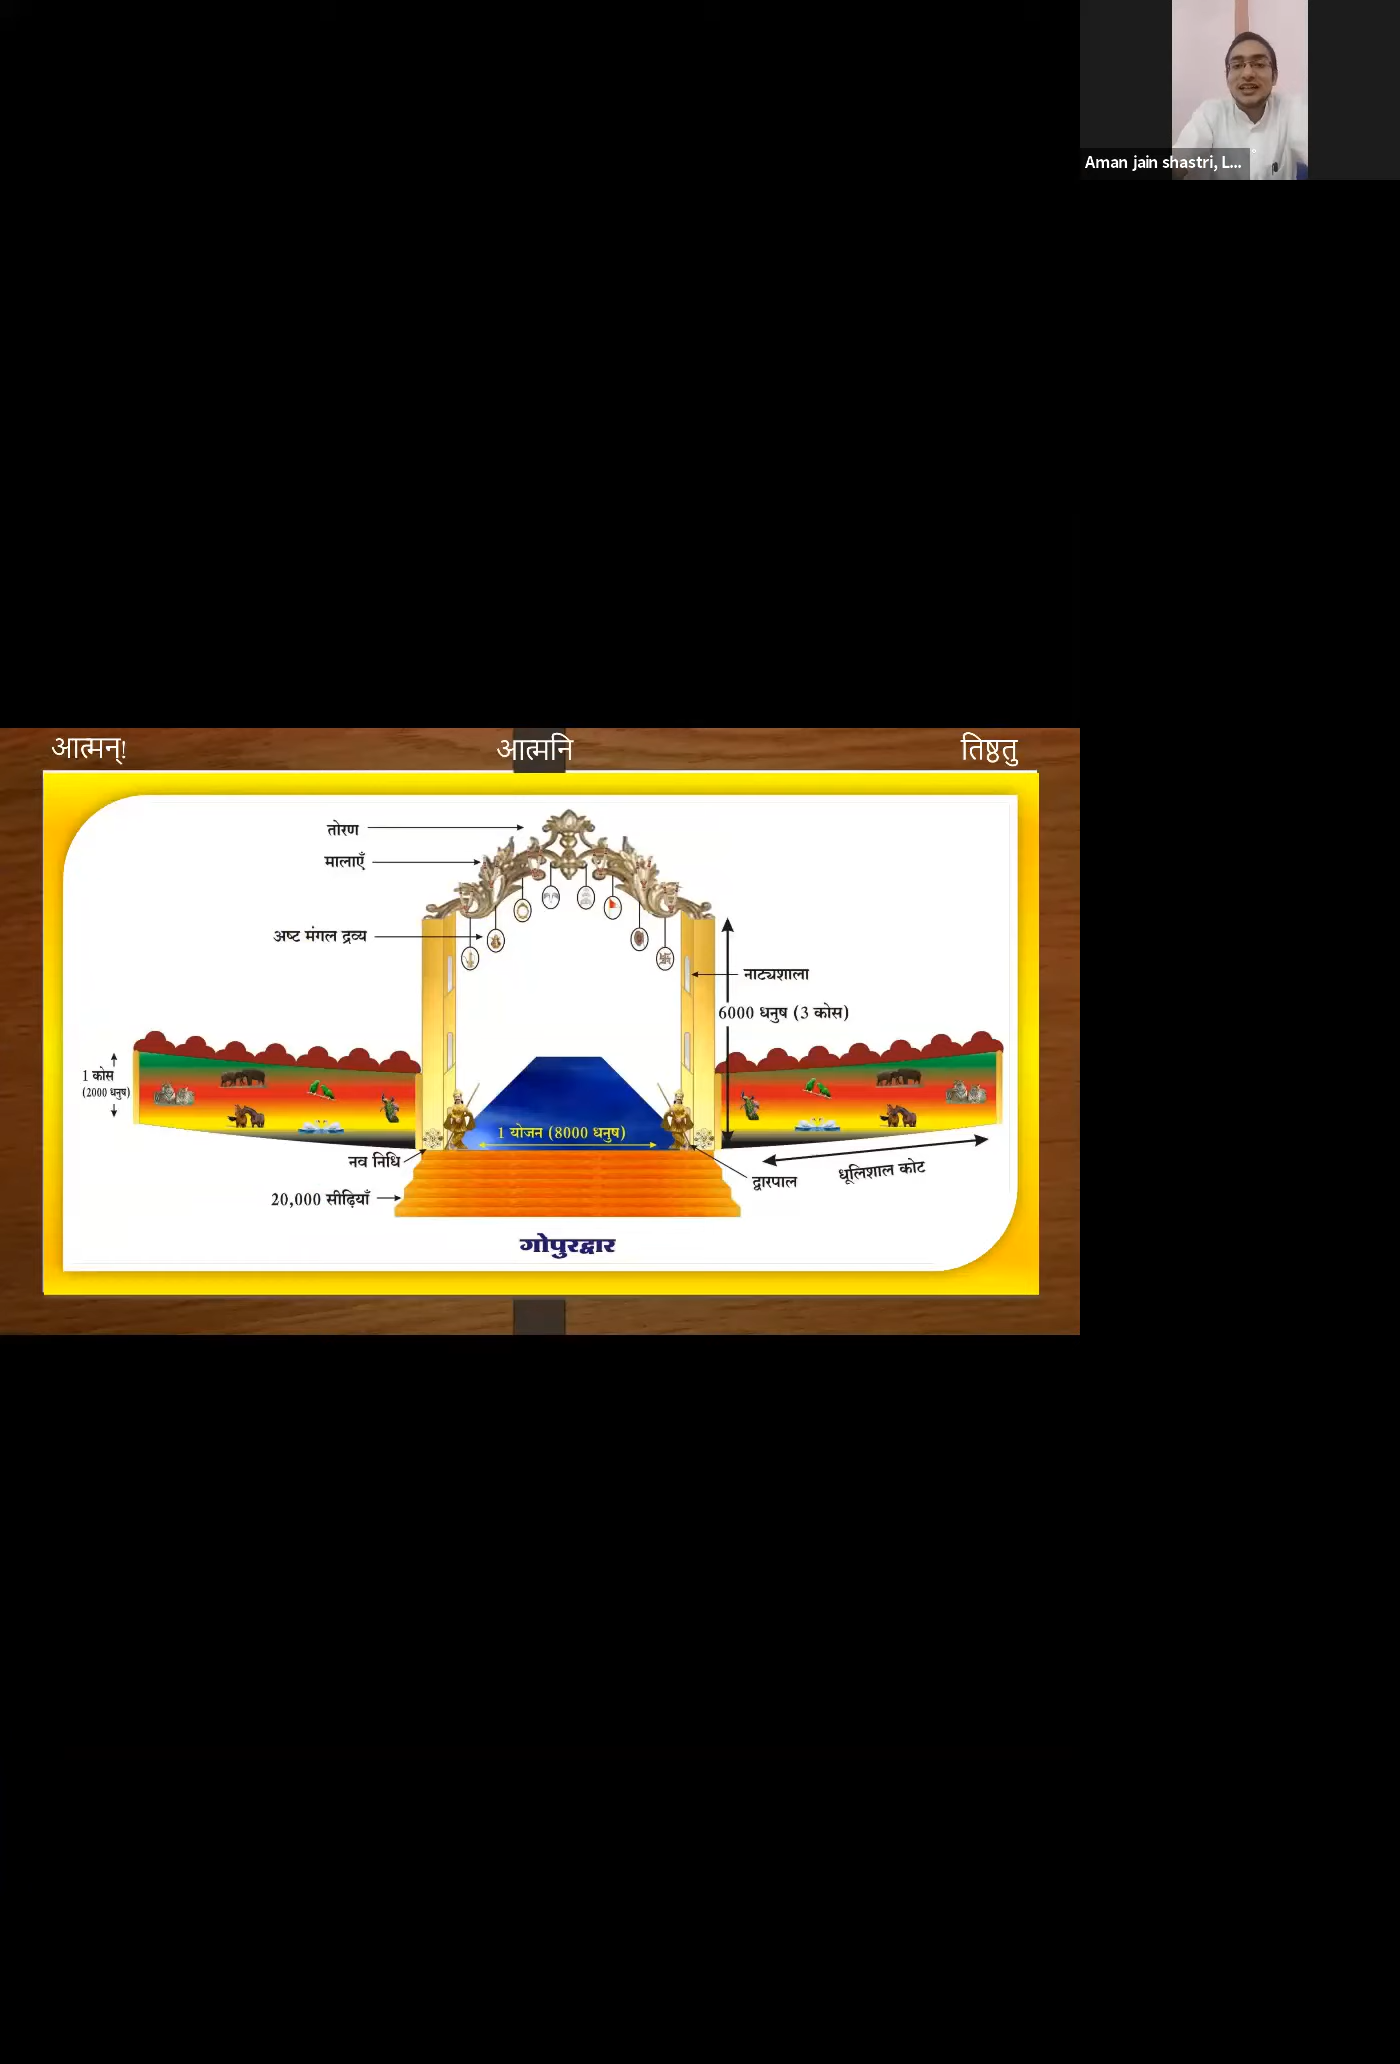 Aman jain shastri, L...
आत्मन्! आत्मनि तिष्ठतु
तोरण
मालाएँ
अष्ट मंगल द्रव्य
नाट्यशाला
6000 धनुष (3 कोस)
1 कोस
(2000 धनुष)
1 योजन (8000 धनुष)
नव निधि
द्वारपाल
धूलिशाल कोट
20,000 सीढ़ियाँ
गोपुरद्वार